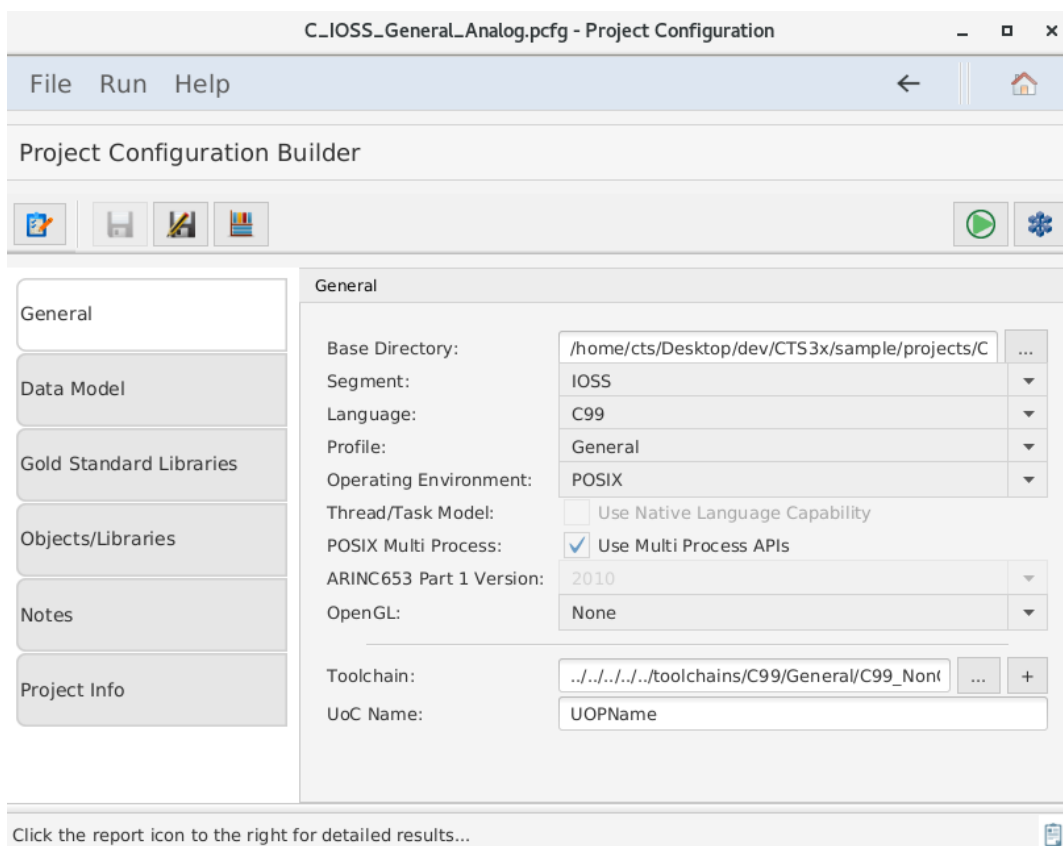 C_IOSS_General_Analog.pcfg - Project Configuration
File Run Help
Project Configuration Builder
General
Data Model
Gold Standard Libraries
Objects/Libraries
Notes
Project Info
General
Base Directory: /home/cts/Desktop/dev/CTS3x/sample/projects/C ...
Segment: IOSS
Language: C99
Profile: General
Operating Environment: POSIX
Thread/Task Model: Use Native Language Capability
POSIX Multi Process: Use Multi Process APIs
ARINC653 Part 1 Version: 2010
OpenGL: None
Toolchain: ../../../../../toolchains/C99/General/C99_Non ... +
UoC Name: UOPName
Click the report icon to the right for detailed results...